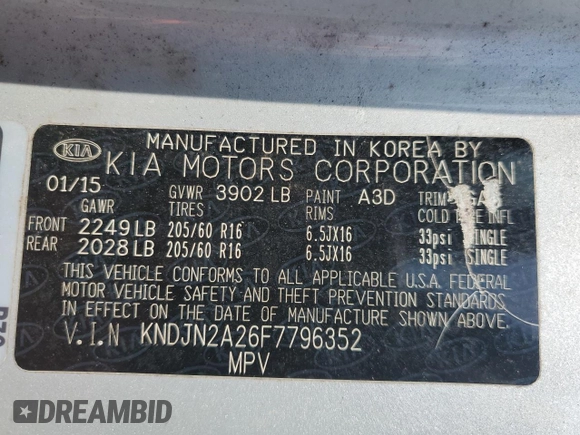 MANUFACTURED IN KOREA BY
KIA KIA MOTORS CORPORATION
01/15 GVWR 3902 LB PAINT A3D TRIM
GAWR TIRES RIMS COLD INFL
FRONT 2249 LB 205/60 R16 6.5JX16 33psi SINGLE
REAR 2028 LB 205/60 R16 6.5JX16 33psi SINGLE
THIS VEHICLE CONFORMS TO ALL APPLICABLE U.S.A. FEDERAL
MOTOR VEHICLE SAFETY AND THEFT PREVENTION STANDARDS
IN EFFECT ON THE DATE OF MANUFACTURE SHOWN ABOVE.
V.I.N KNDJN2A26F7796352
MPV
DREAMBID